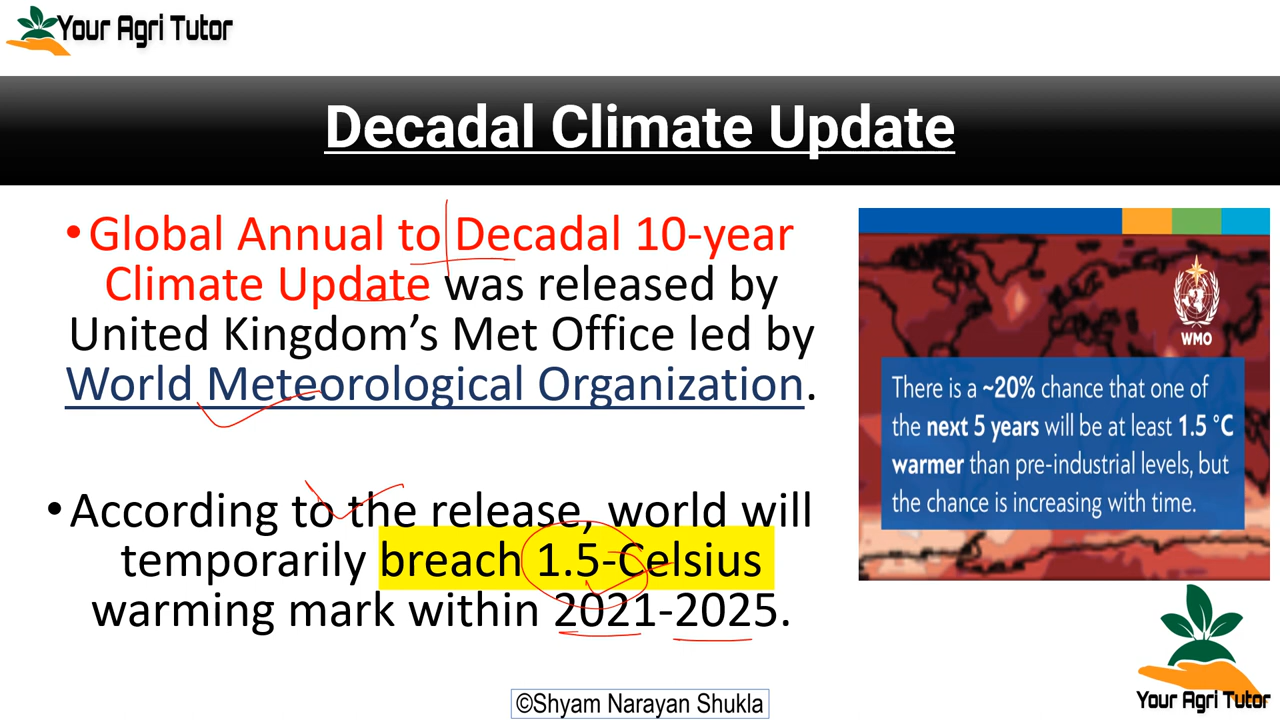 Your Agri Tutor
Decadal Climate Update
•Global Annual to Decadal 10-year
Climate Update was released by
United Kingdom’s Met Office led by
World Meteorological Organization.
•According to the release, world will
temporarily breach 1.5-Celsius
warming mark within 2021-2025.
WMO
There is a ~20% chance that one of
the next 5 years will be at least 1.5 °C
warmer than pre-industrial levels, but
the chance is increasing with time.
Your Agri Tutor
©Shyam Narayan Shukla